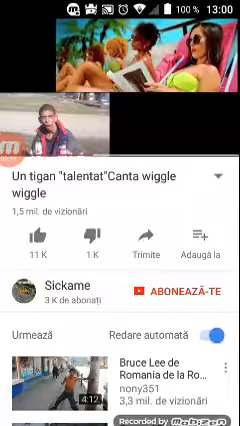 100 % 13:00
Un tigan "talentat"Canta wiggle
wiggle
1,5 mil. de vizionări
11 K 1 K Trimite Adaugă la
Sickame
3 K de abonați
ABONEAZĂ-TE
Urmează Redare automată
Bruce Lee de
Romania de la Ro...
nony351
3,3 mil. de vizionări
4:12
Recorded by Mobizen